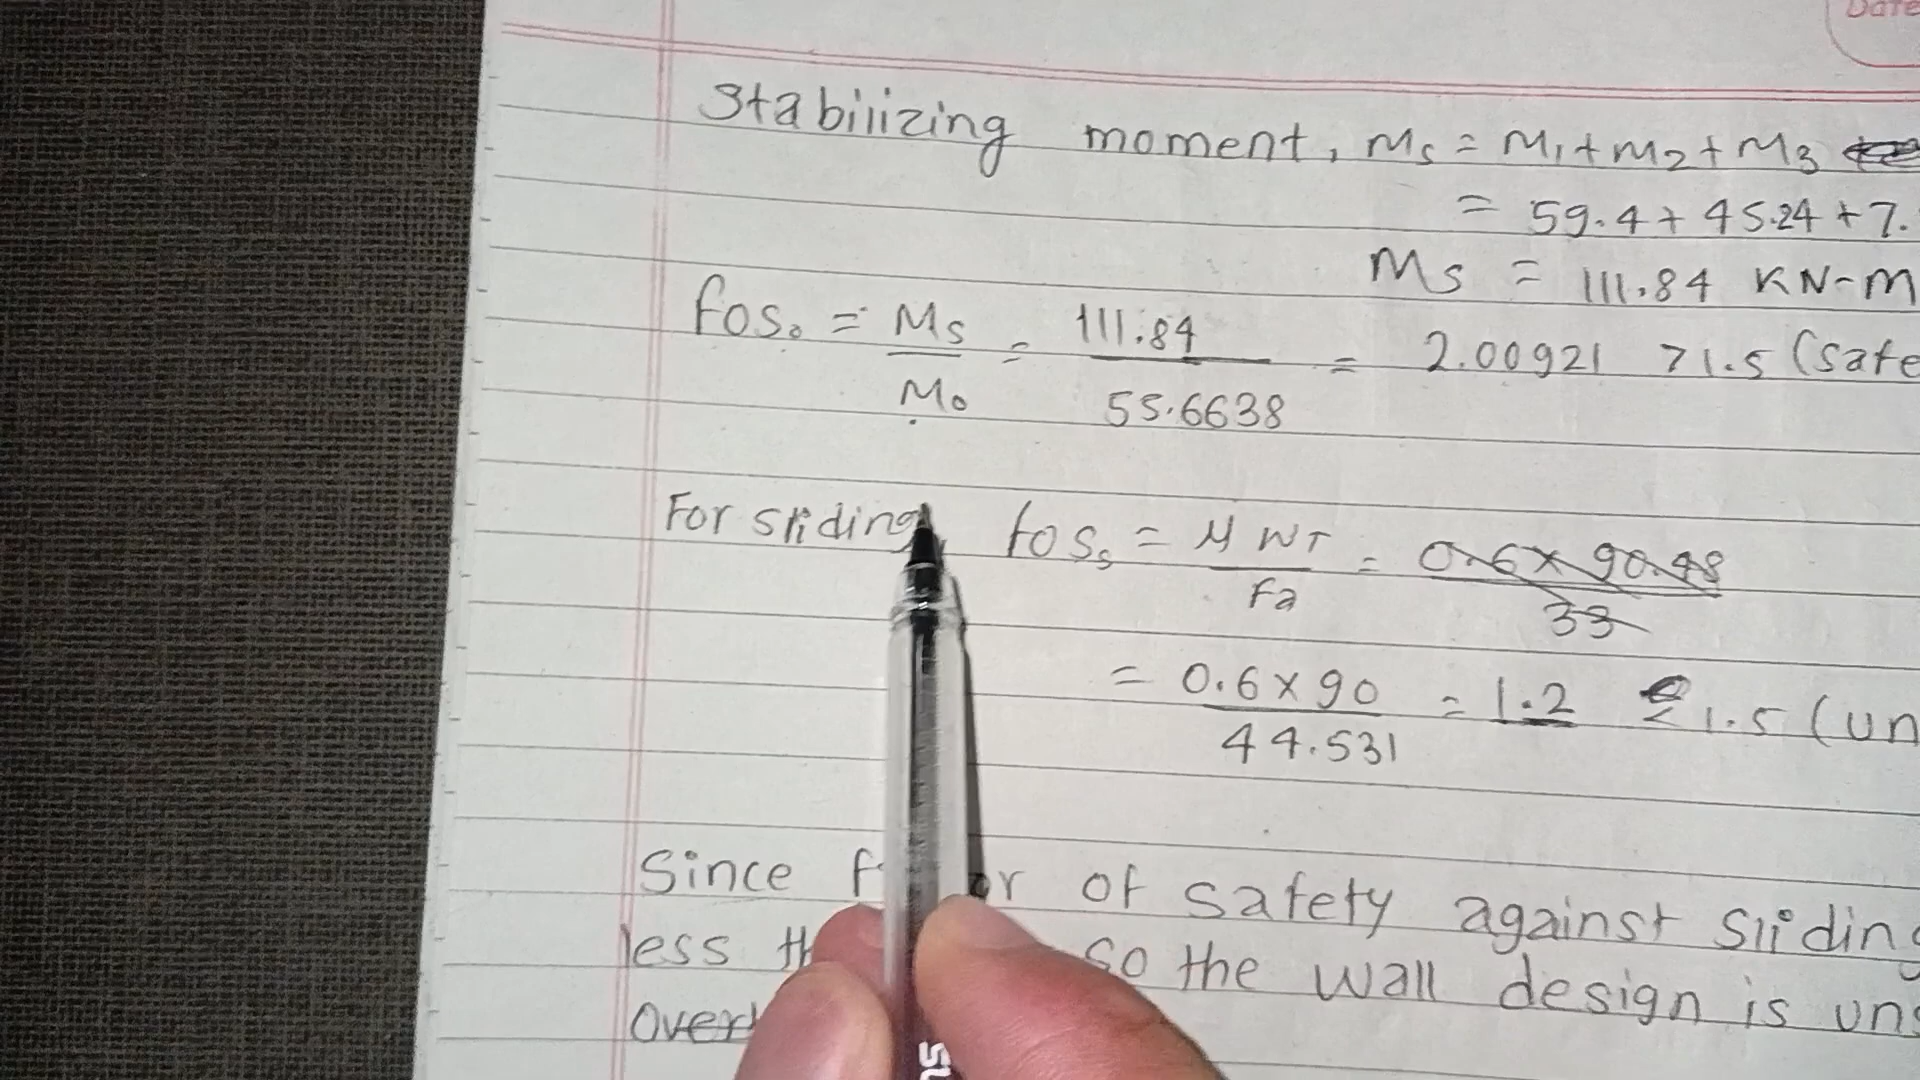 Date
Stabilizing moment, Ms = M1+M2+M3
= 59.4+45.24+7.
Ms = 111.84 KN-M
fos₀ = Ms/Mo = 111.84/55.6638 = 2.00921 >1.5 (safe
For sliding fosₛ = μ WT/Fa = 0.6×90.48/33
= 0.6×90/44.531 = 1.2 <1.5 (un
Since of safety against sliding
less so the wall design is uns
over